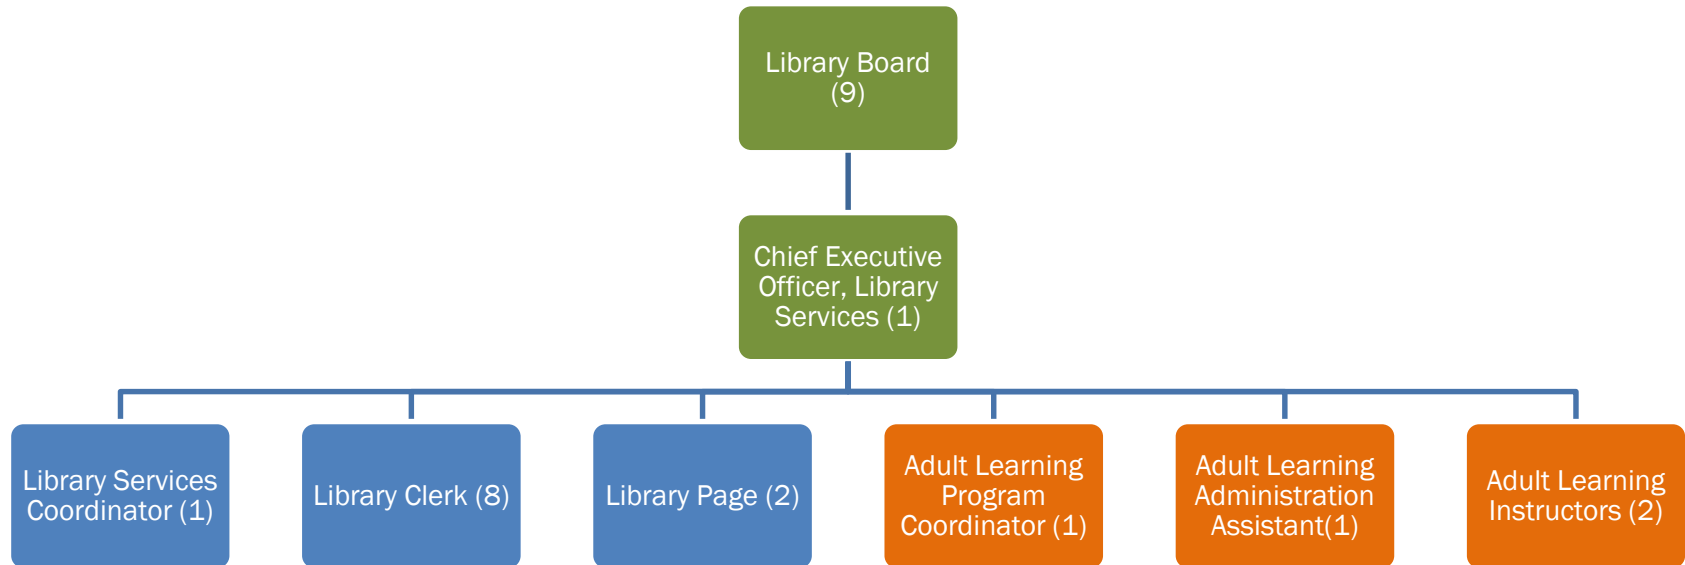 Library Board
(9)
Chief Executive
Officer, Library
Services (1)
Library Services
Coordinator (1)
Library Clerk (8)
Library Page (2)
Adult Learning
Program
Coordinator (1)
Adult Learning
Administration
Assistant(1)
Adult Learning
Instructors (2)